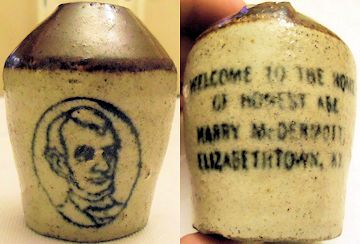 WELCOME TO THE HOME
OF HONEST ABE
HARRY McDERMOTT,
ELIZABETHTOWN, KY